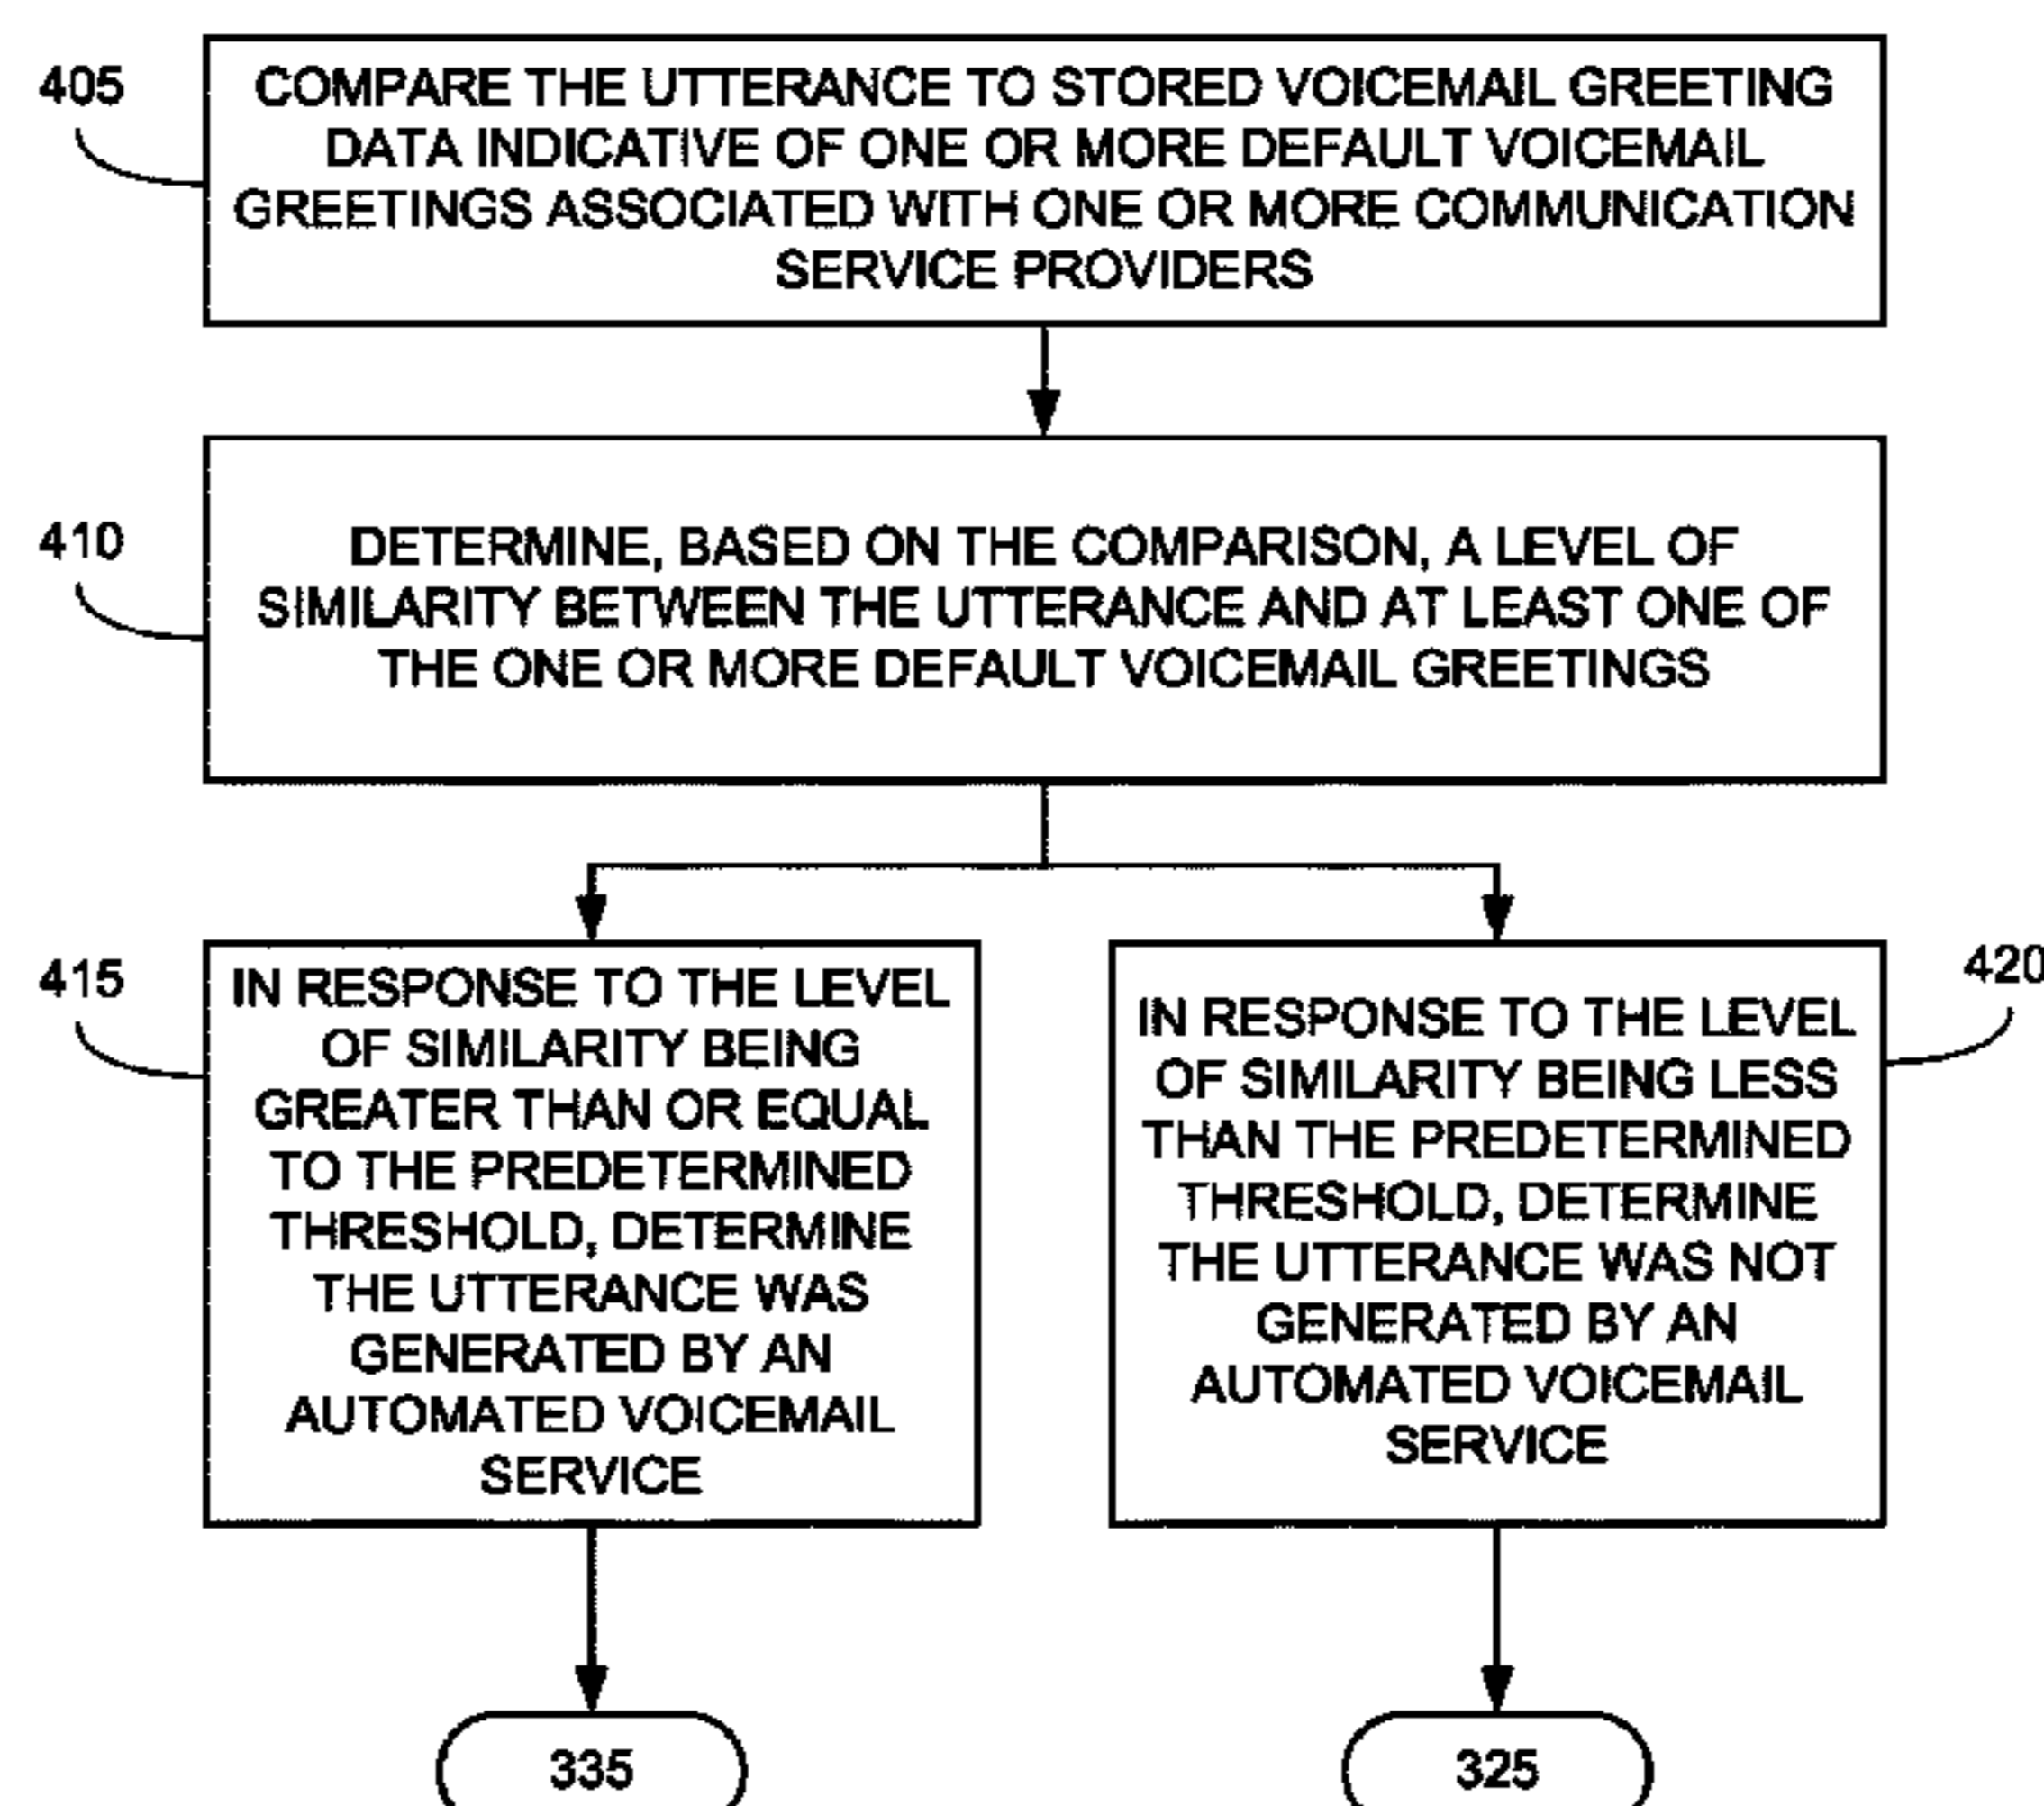 405
COMPARE THE UTTERANCE TO STORED VOICEMAIL GREETING
DATA INDICATIVE OF ONE OR MORE DEFAULT VOICEMAIL
GREETINGS ASSOCIATED WITH ONE OR MORE COMMUNICATION
SERVICE PROVIDERS
410
DETERMINE, BASED ON THE COMPARISON, A LEVEL OF
SIMILARITY BETWEEN THE UTTERANCE AND AT LEAST ONE OF
THE ONE OR MORE DEFAULT VOICEMAIL GREETINGS
415
IN RESPONSE TO THE LEVEL
OF SIMILARITY BEING
GREATER THAN OR EQUAL
TO THE PREDETERMINED
THRESHOLD, DETERMINE
THE UTTERANCE WAS
GENERATED BY AN
AUTOMATED VOICEMAIL
SERVICE
420
IN RESPONSE TO THE LEVEL
OF SIMILARITY BEING LESS
THAN THE PREDETERMINED
THRESHOLD, DETERMINE
THE UTTERANCE WAS NOT
GENERATED BY AN
AUTOMATED VOICEMAIL
SERVICE
335
325